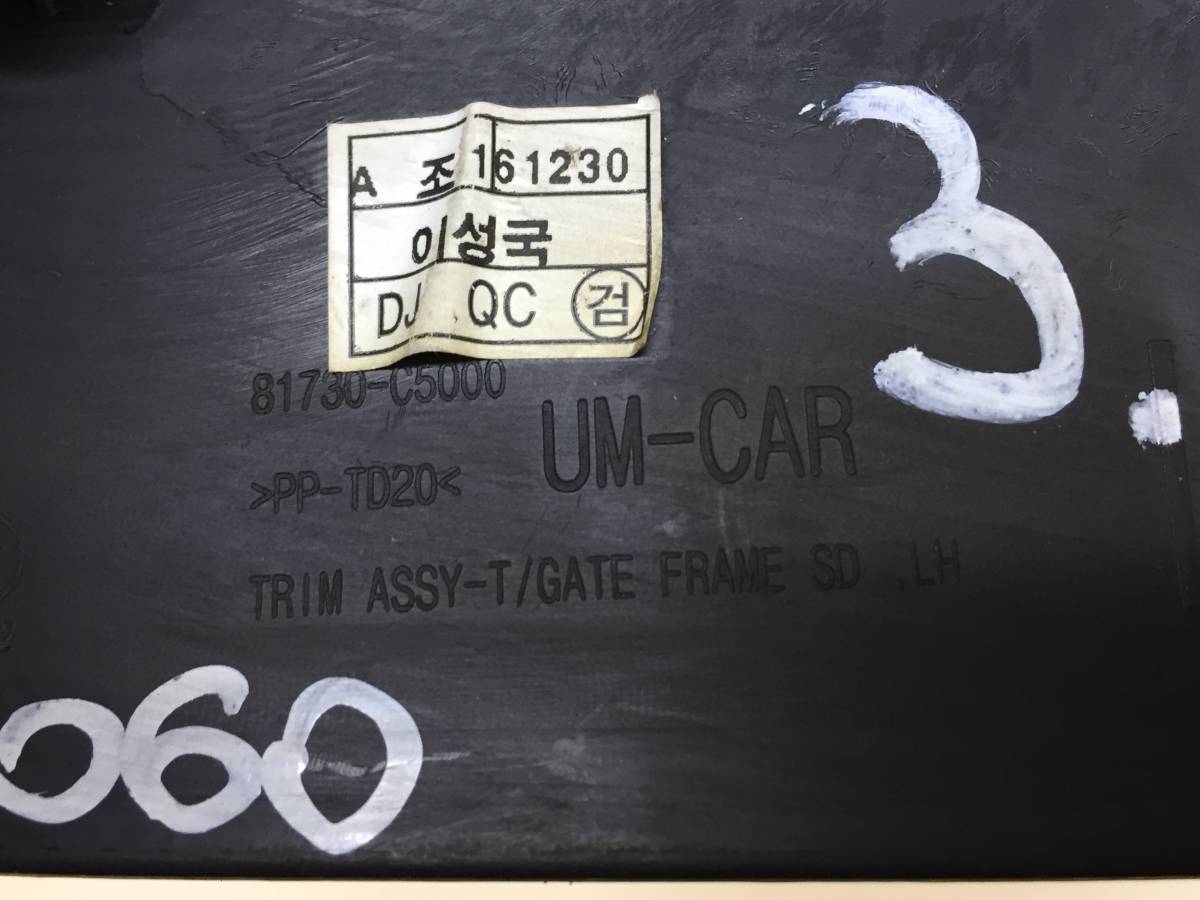 A 조 161230
이성국
DJ QC 검
3.
81730-C5000
UM-CAR
>PP-TD20<
TRIM ASSY-T/GATE FRAME SD ,LH
060